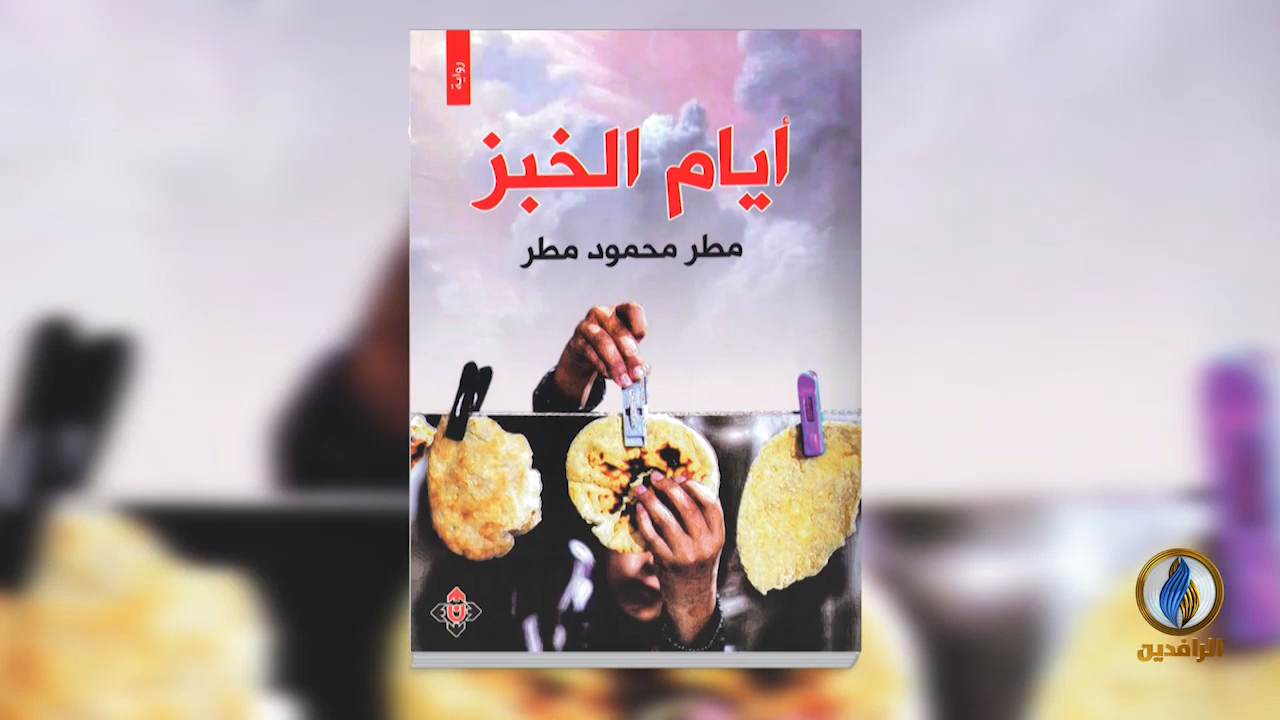 رواية
أيام الخبز
مطر محمود مطر
الرافدين